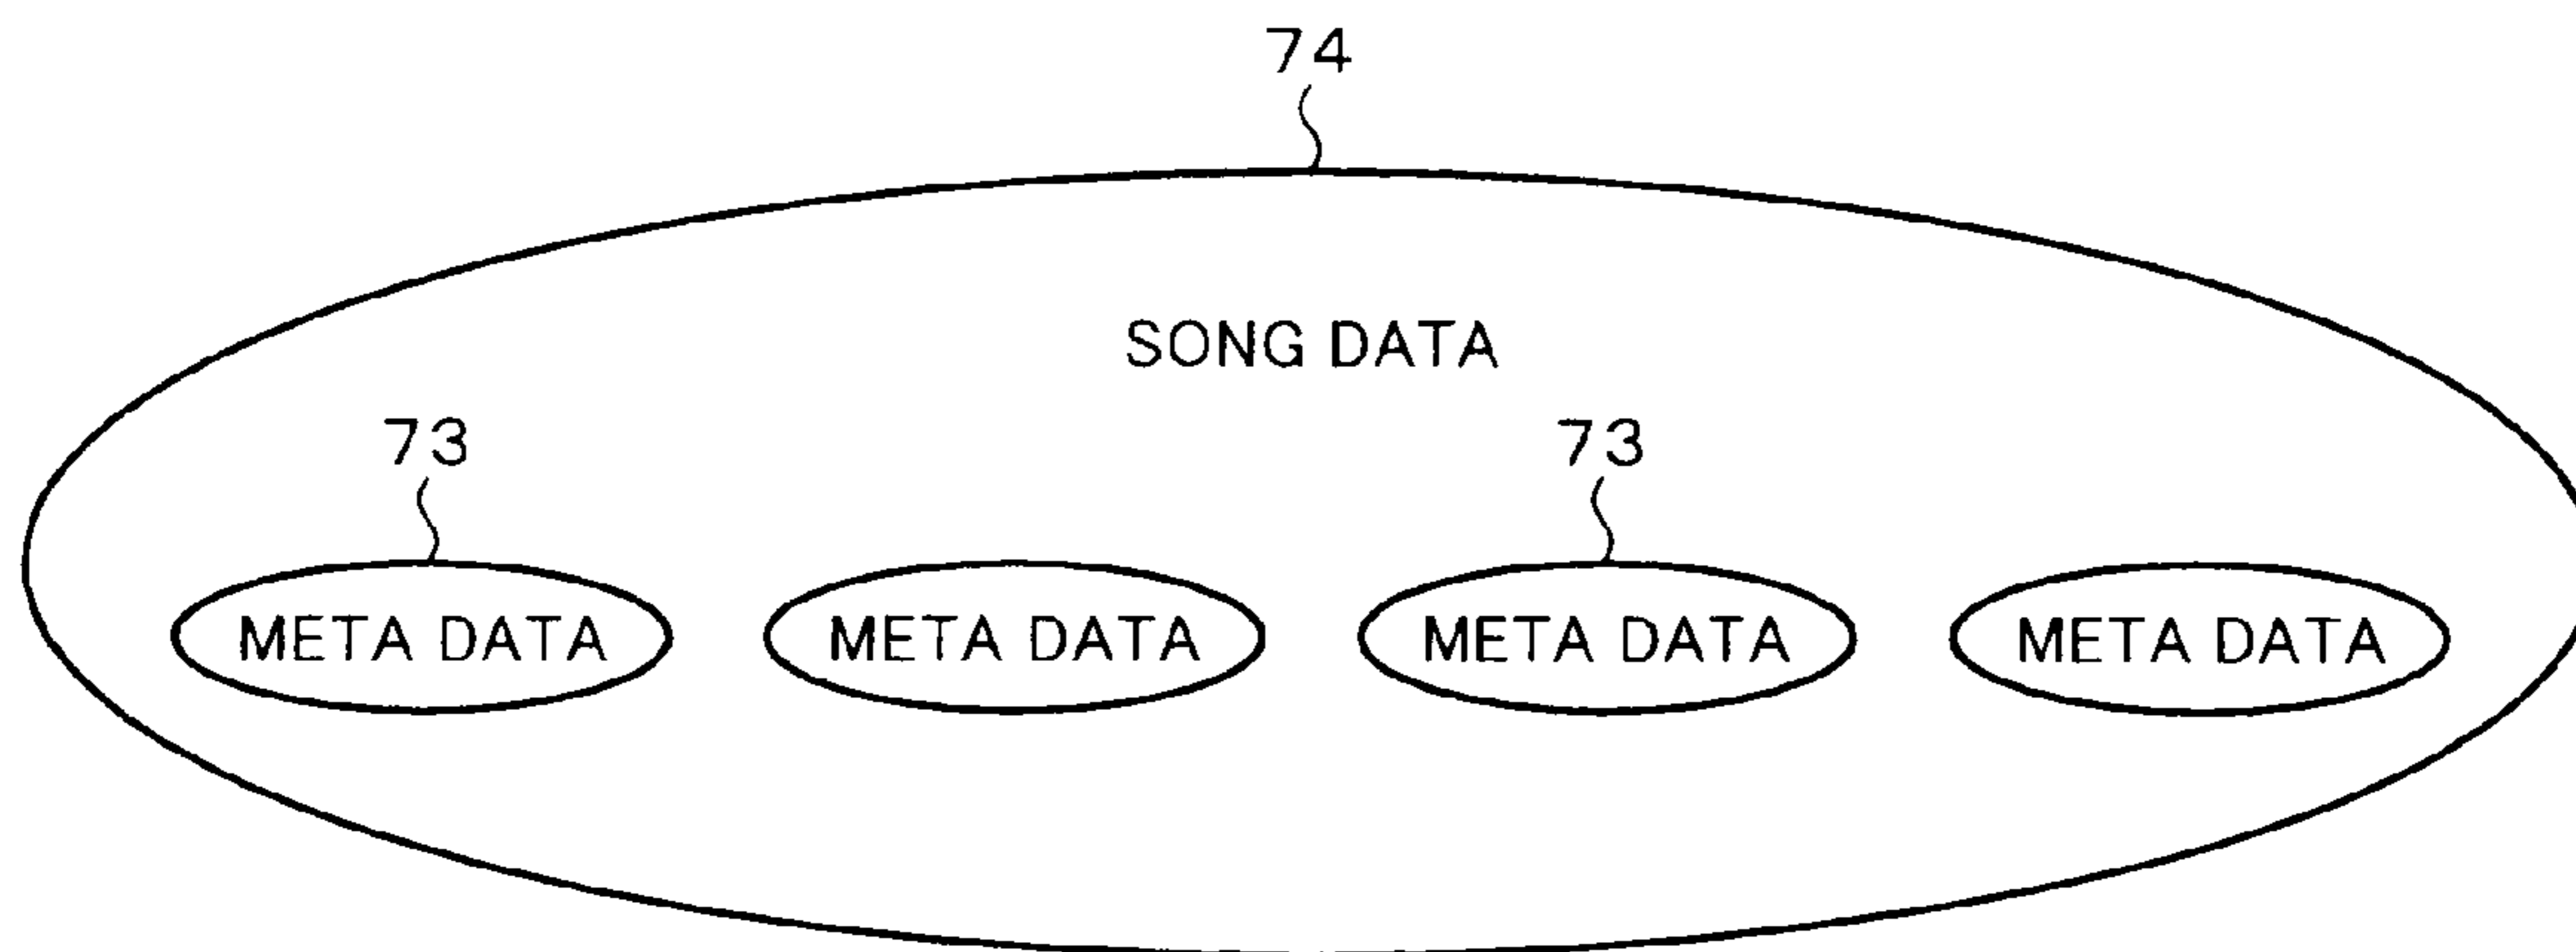 74
SONG DATA
73 73
META DATA META DATA META DATA META DATA